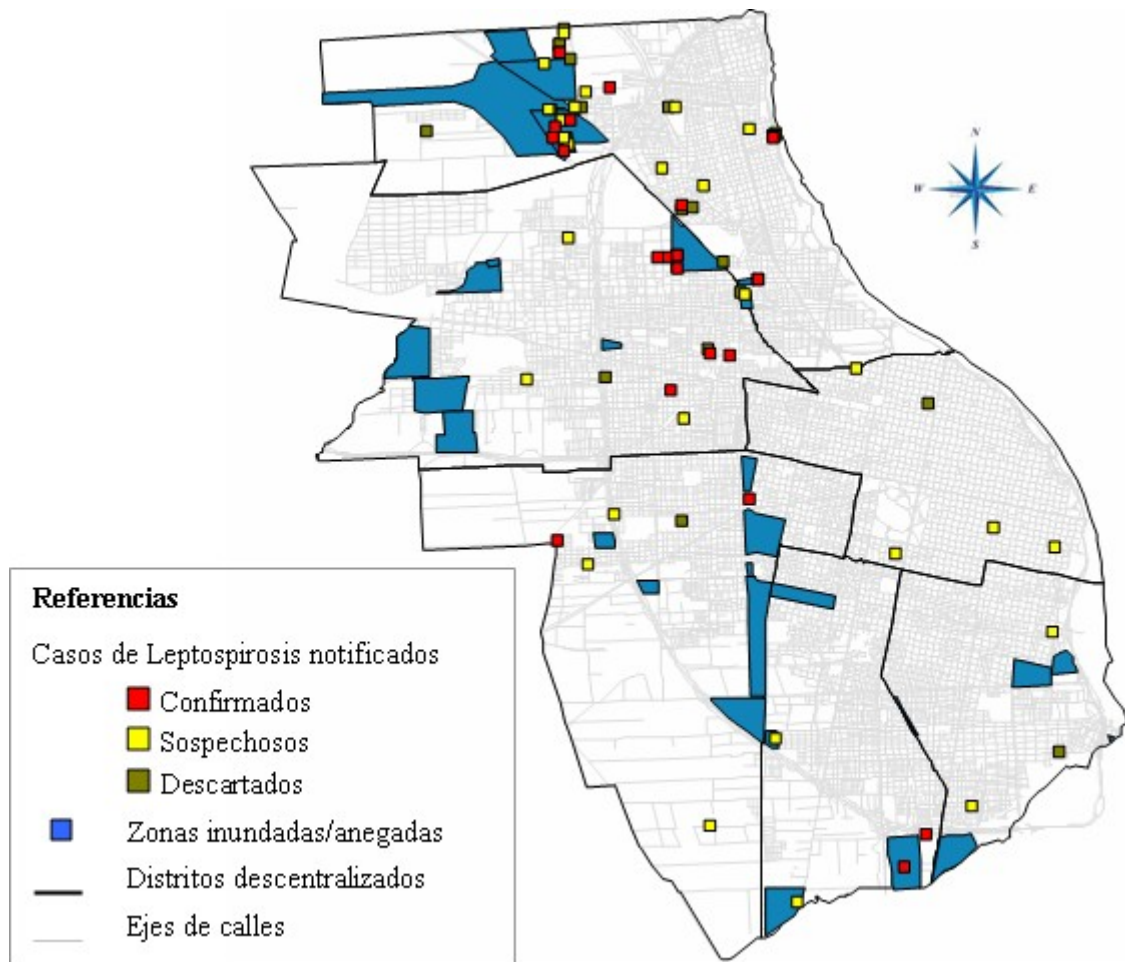 N
W
E
S
Referencias
Casos de Leptospirosis notificados
Confirmados
Sospechosos
Descartados
Zonas inundadas/anegadas
Distritos descentralizados
Ejes de calles